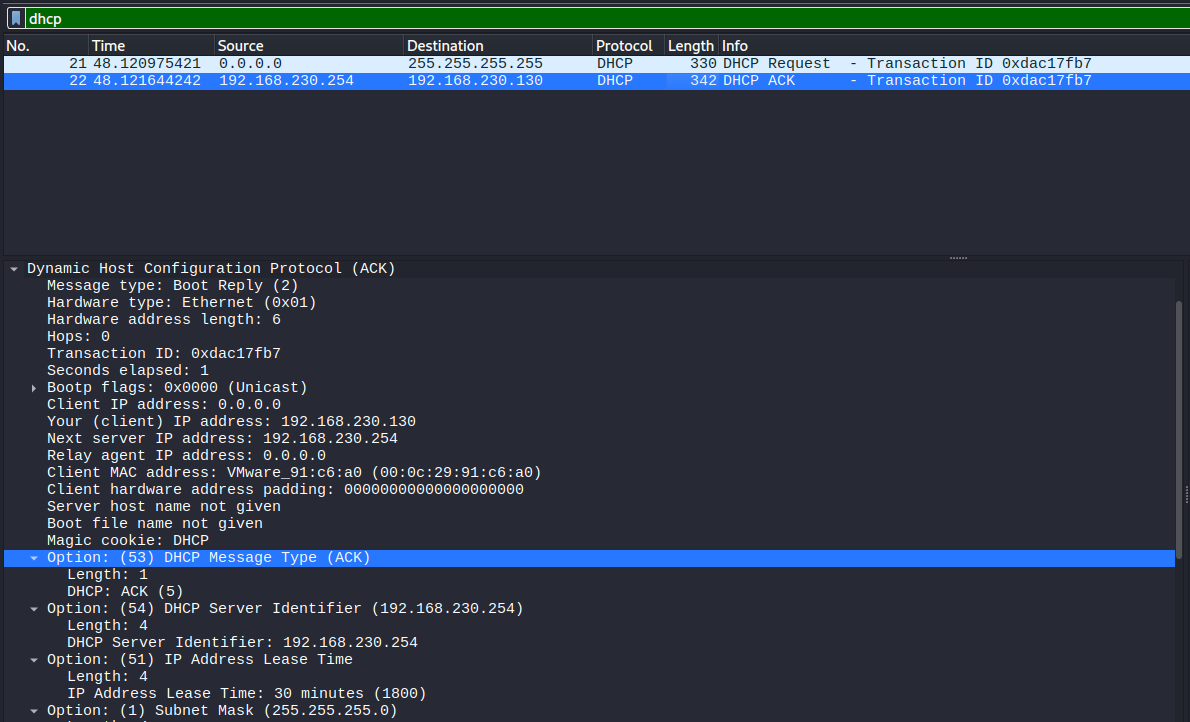 dhcp
No. Time Source Destination Protocol Length Info
21 48.120975421 0.0.0.0 255.255.255.255 DHCP 330 DHCP Request - Transaction ID 0xdac17fb7
22 48.121644242 192.168.230.254 192.168.230.130 DHCP 342 DHCP ACK - Transaction ID 0xdac17fb7
Dynamic Host Configuration Protocol (ACK)
Message type: Boot Reply (2)
Hardware type: Ethernet (0x01)
Hardware address length: 6
Hops: 0
Transaction ID: 0xdac17fb7
Seconds elapsed: 1
Bootp flags: 0x0000 (Unicast)
Client IP address: 0.0.0.0
Your (client) IP address: 192.168.230.130
Next server IP address: 192.168.230.254
Relay agent IP address: 0.0.0.0
Client MAC address: VMware_91:c6:a0 (00:0c:29:91:c6:a0)
Client hardware address padding: 00000000000000000000
Server host name not given
Boot file name not given
Magic cookie: DHCP
Option: (53) DHCP Message Type (ACK)
Length: 1
DHCP: ACK (5)
Option: (54) DHCP Server Identifier (192.168.230.254)
Length: 4
DHCP Server Identifier: 192.168.230.254
Option: (51) IP Address Lease Time
Length: 4
IP Address Lease Time: 30 minutes (1800)
Option: (1) Subnet Mask (255.255.255.0)